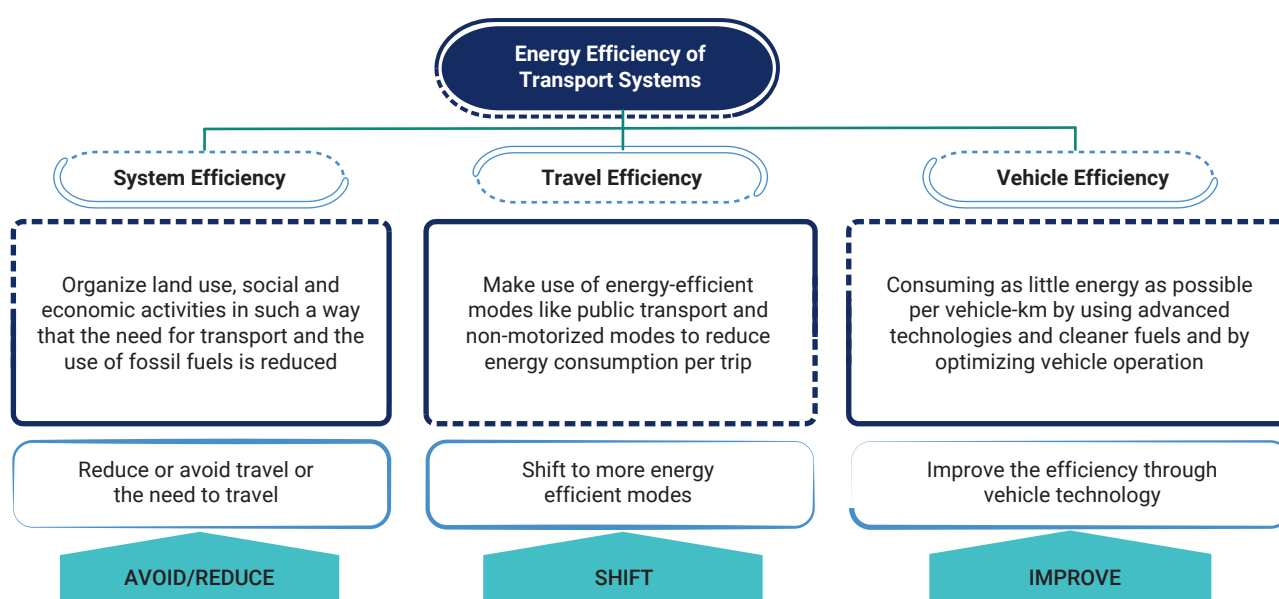 Energy Efficiency of
Transport Systems
System Efficiency
Travel Efficiency
Vehicle Efficiency
Organize land use, social and
economic activities in such a way
that the need for transport and the
use of fossil fuels is reduced
Make use of energy-efficient
modes like public transport and
non-motorized modes to reduce
energy consumption per trip
Consuming as little energy as possible
per vehicle-km by using advanced
technologies and cleaner fuels and by
optimizing vehicle operation
Reduce or avoid travel or
the need to travel
Shift to more energy
efficient modes
Improve the efficiency through
vehicle technology
AVOID/REDUCE
SHIFT
IMPROVE